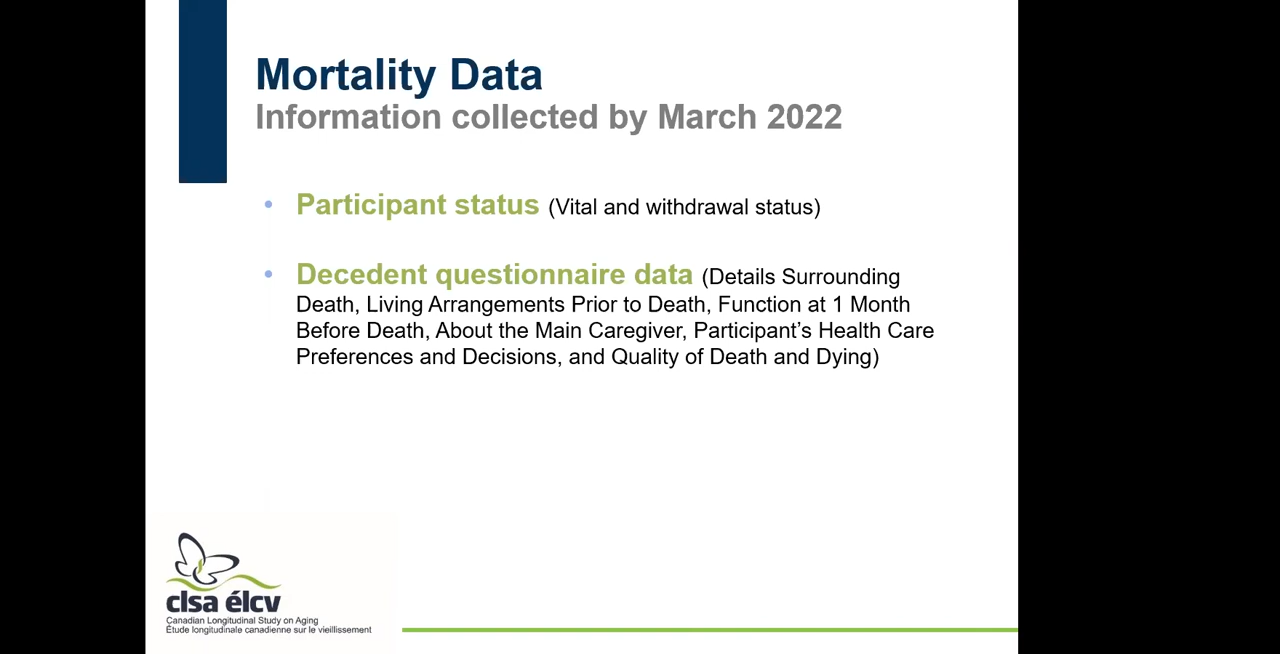 Mortality Data
Information collected by March 2022
• Participant status (Vital and withdrawal status)
• Decedent questionnaire data (Details Surrounding
Death, Living Arrangements Prior to Death, Function at 1 Month
Before Death, About the Main Caregiver, Participant's Health Care
Preferences and Decisions, and Quality of Death and Dying)
clsa élcv
Canadian Longitudinal Study on Aging
Étude longitudinale canadienne sur le vieillissement